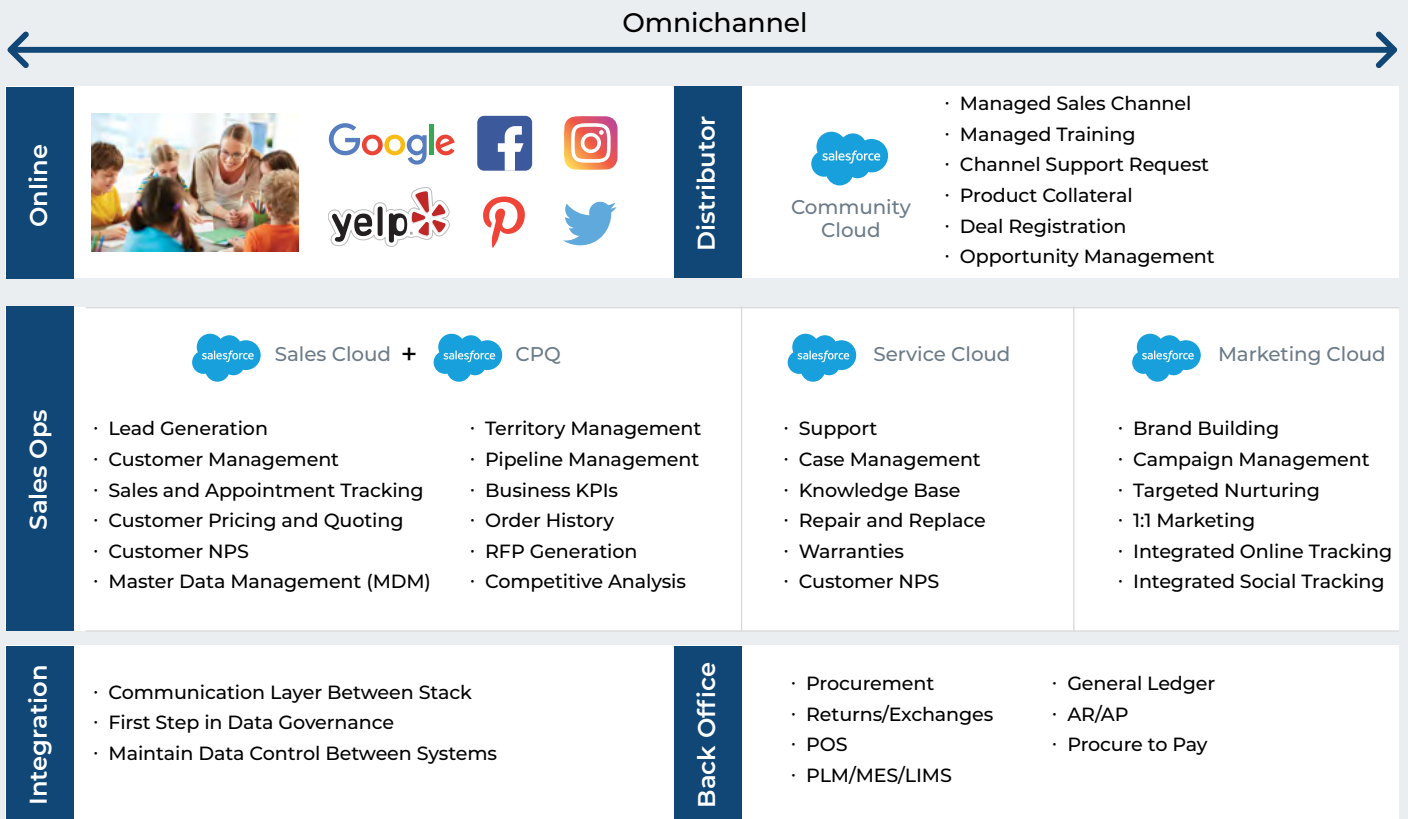 Omnichannel
Online
Google
yelp
Distributor
salesforce
Community
Cloud
· Managed Sales Channel
· Managed Training
· Channel Support Request
· Product Collateral
· Deal Registration
· Opportunity Management
Sales Ops
salesforce Sales Cloud + salesforce CPQ
· Lead Generation
· Customer Management
· Sales and Appointment Tracking
· Customer Pricing and Quoting
· Customer NPS
· Master Data Management (MDM)
· Territory Management
· Pipeline Management
· Business KPIs
· Order History
· RFP Generation
· Competitive Analysis
salesforce Service Cloud
· Support
· Case Management
· Knowledge Base
· Repair and Replace
· Warranties
· Customer NPS
salesforce Marketing Cloud
· Brand Building
· Campaign Management
· Targeted Nurturing
· 1:1 Marketing
· Integrated Online Tracking
· Integrated Social Tracking
Integration
· Communication Layer Between Stack
· First Step in Data Governance
· Maintain Data Control Between Systems
Back Office
· Procurement
· Returns/Exchanges
· POS
· PLM/MES/LIMS
· General Ledger
· AR/AP
· Procure to Pay